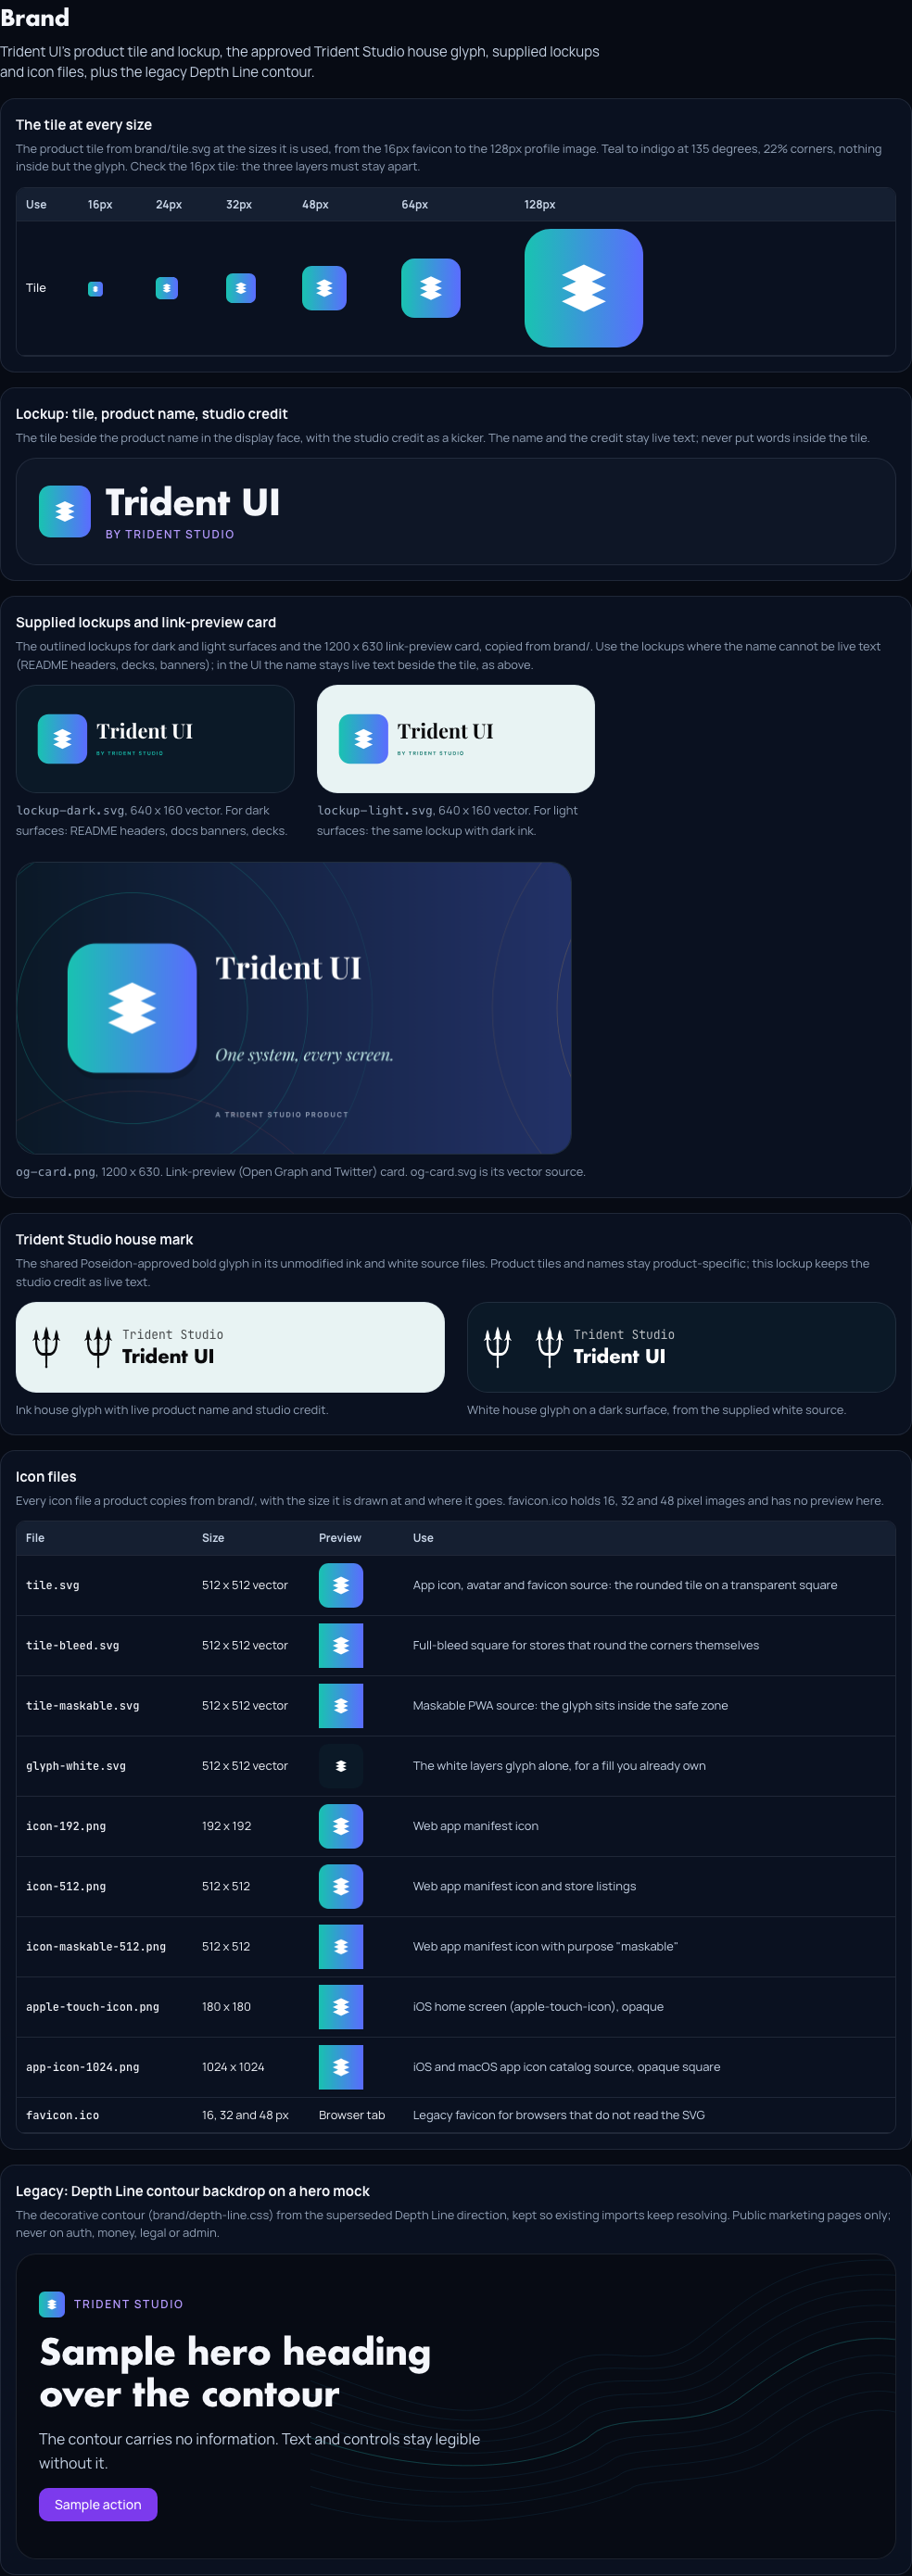 Brand
Trident UI's product tile and lockup, the approved Trident Studio house glyph, supplied lockups
and icon files, plus the legacy Depth Line contour.
The tile at every size
The product tile from brand/tile.svg at the sizes it is used, from the 16px favicon to the 128px profile image. Teal to indigo at 135 degrees, 22% corners, nothing
inside but the glyph. Check the 16px tile: the three layers must stay apart.
Use 16px 24px 32px 48px 64px 128px
Tile
Lockup: tile, product name, studio credit
The tile beside the product name in the display face, with the studio credit as a kicker. The name and the credit stay live text; never put words inside the tile.
Trident UI
BY TRIDENT STUDIO
Supplied lockups and link-preview card
The outlined lockups for dark and light surfaces and the 1200 x 630 link-preview card, copied from brand/. Use the lockups where the name cannot be live text
(README headers, decks, banners); in the UI the name stays live text beside the tile, as above.
Trident UI
BY TRIDENT STUDIO
Trident UI
BY TRIDENT STUDIO
lockup-dark.svg, 640 x 160 vector. For dark
surfaces: README headers, docs banners, decks.
lockup-light.svg, 640 x 160 vector. For light
surfaces: the same lockup with dark ink.
Trident UI
One system, every screen.
A TRIDENT STUDIO PRODUCT
og-card.png, 1200 x 630. Link-preview (Open Graph and Twitter) card. og-card.svg is its vector source.
Trident Studio house mark
The shared Poseidon-approved bold glyph in its unmodified ink and white source files. Product tiles and names stay product-specific; this lockup keeps the
studio credit as live text.
Trident Studio
Trident UI
Trident Studio
Trident UI
Ink house glyph with live product name and studio credit.
White house glyph on a dark surface, from the supplied white source.
Icon files
Every icon file a product copies from brand/, with the size it is drawn at and where it goes. favicon.ico holds 16, 32 and 48 pixel images and has no preview here.
File Size Preview Use
tile.svg 512 x 512 vector App icon, avatar and favicon source: the rounded tile on a transparent square
tile-bleed.svg 512 x 512 vector Full-bleed square for stores that round the corners themselves
tile-maskable.svg 512 x 512 vector Maskable PWA source: the glyph sits inside the safe zone
glyph-white.svg 512 x 512 vector The white layers glyph alone, for a fill you already own
icon-192.png 192 x 192 Web app manifest icon
icon-512.png 512 x 512 Web app manifest icon and store listings
icon-maskable-512.png 512 x 512 Web app manifest icon with purpose "maskable"
apple-touch-icon.png 180 x 180 iOS home screen (apple-touch-icon), opaque
app-icon-1024.png 1024 x 1024 iOS and macOS app icon catalog source, opaque square
favicon.ico 16, 32 and 48 px Browser tab Legacy favicon for browsers that do not read the SVG
Legacy: Depth Line contour backdrop on a hero mock
The decorative contour (brand/depth-line.css) from the superseded Depth Line direction, kept so existing imports keep resolving. Public marketing pages only;
never on auth, money, legal or admin.
TRIDENT STUDIO
Sample hero heading
over the contour
The contour carries no information. Text and controls stay legible
without it.
Sample action